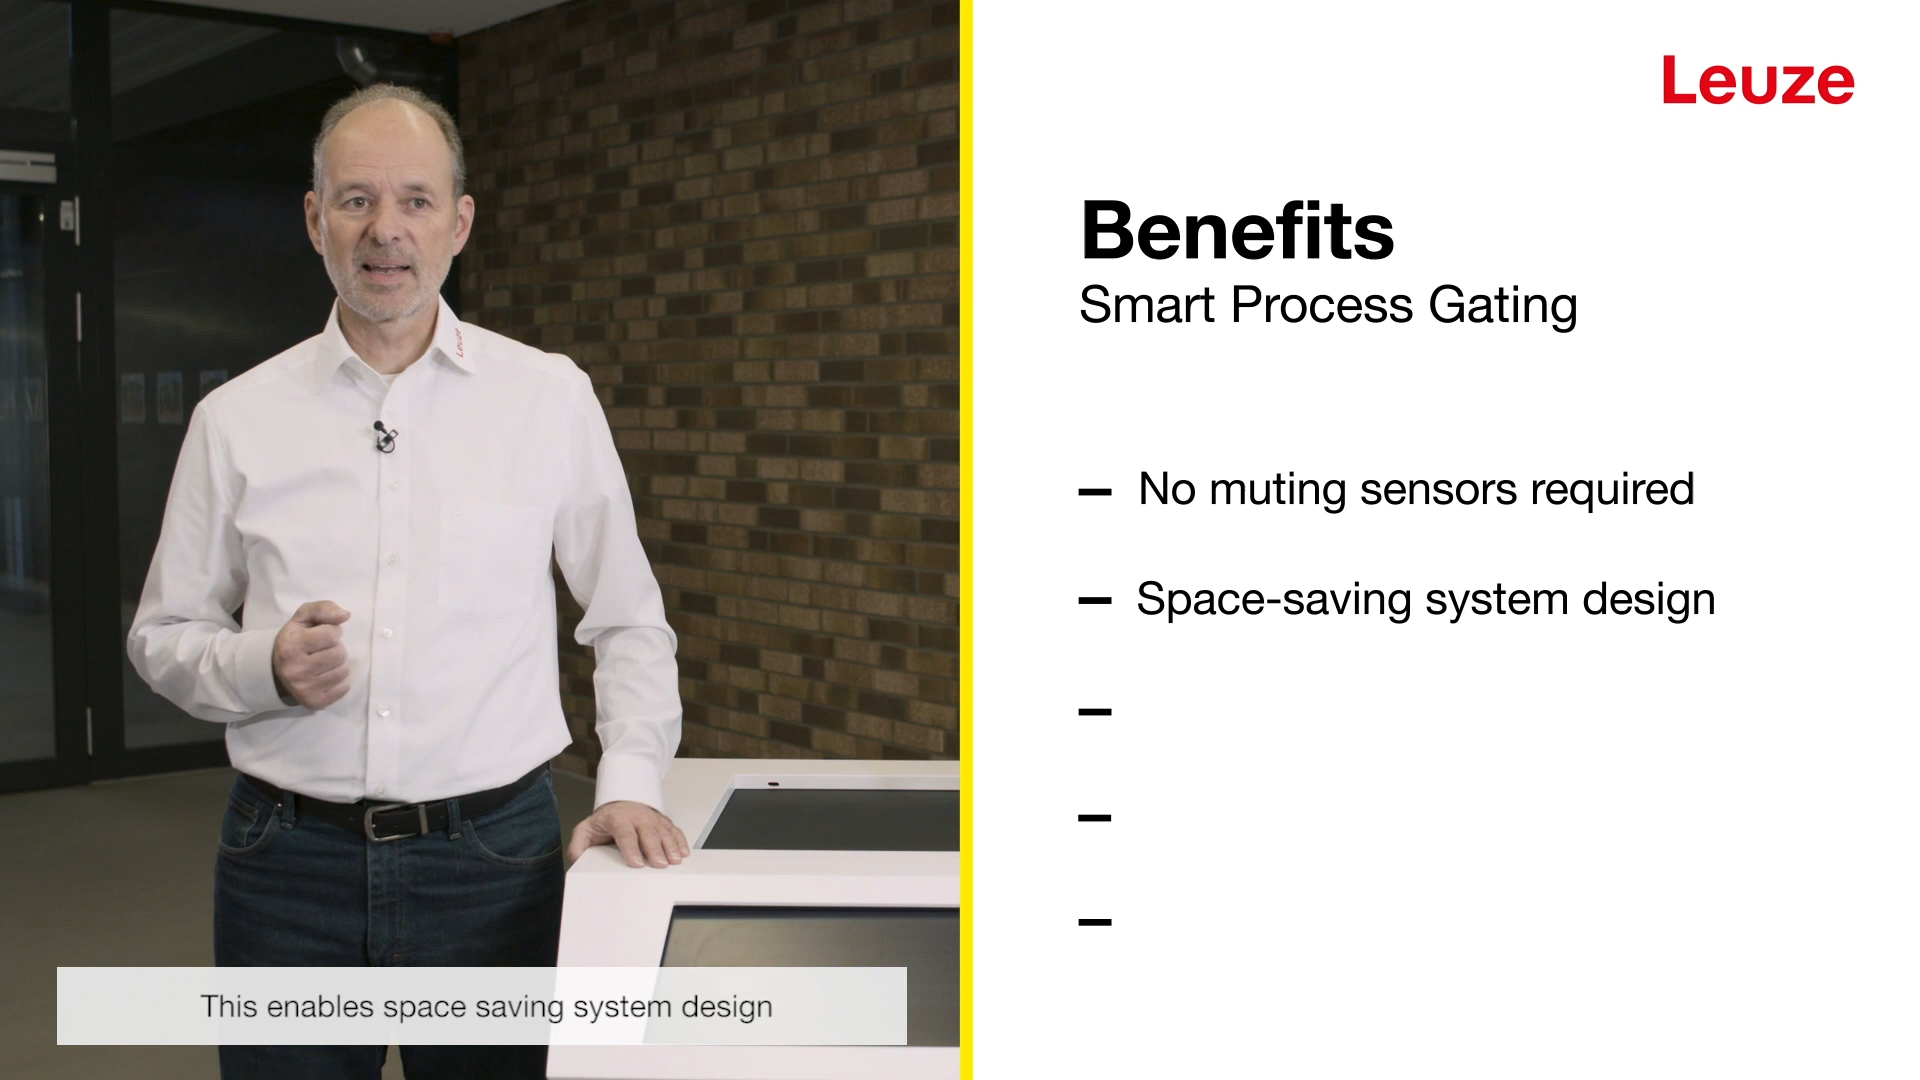 Leuze
Benefits
Smart Process Gating
– No muting sensors required
– Space-saving system design
–
–
–
Leuze
This enables space saving system design